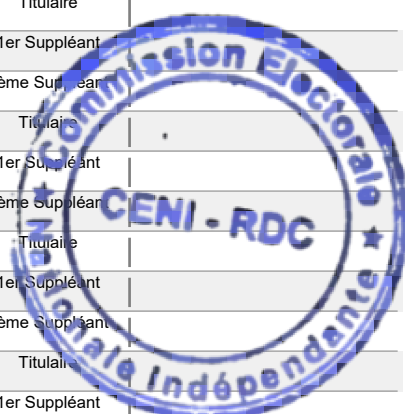 Titulaire
1er Suppléant
ème Suppléant
Titulaire
1er Suppléant
ème Suppléant
Titulaire
1er Suppléant
ème Suppléant
Titulaire
1er Suppléant
Commission Electorale
Nationale Indépendante
CENI - RDC